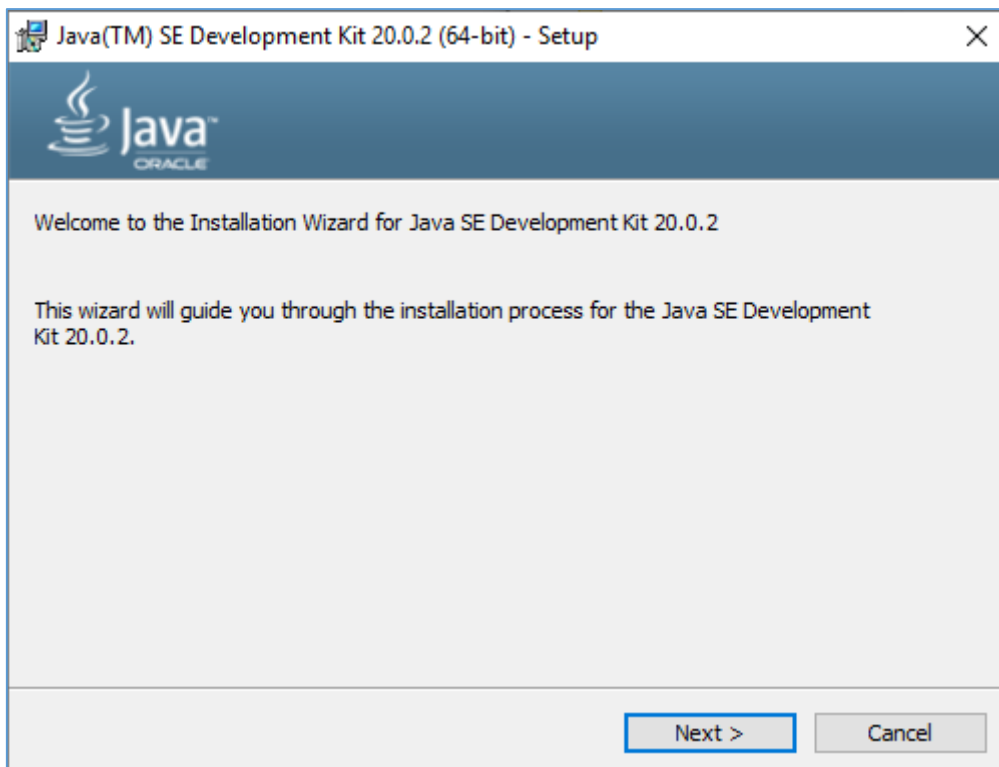 Java(TM) SE Development Kit 20.0.2 (64-bit) - Setup
Java™
ORACLE
Welcome to the Installation Wizard for Java SE Development Kit 20.0.2
This wizard will guide you through the installation process for the Java SE Development
Kit 20.0.2.
Next >
Cancel